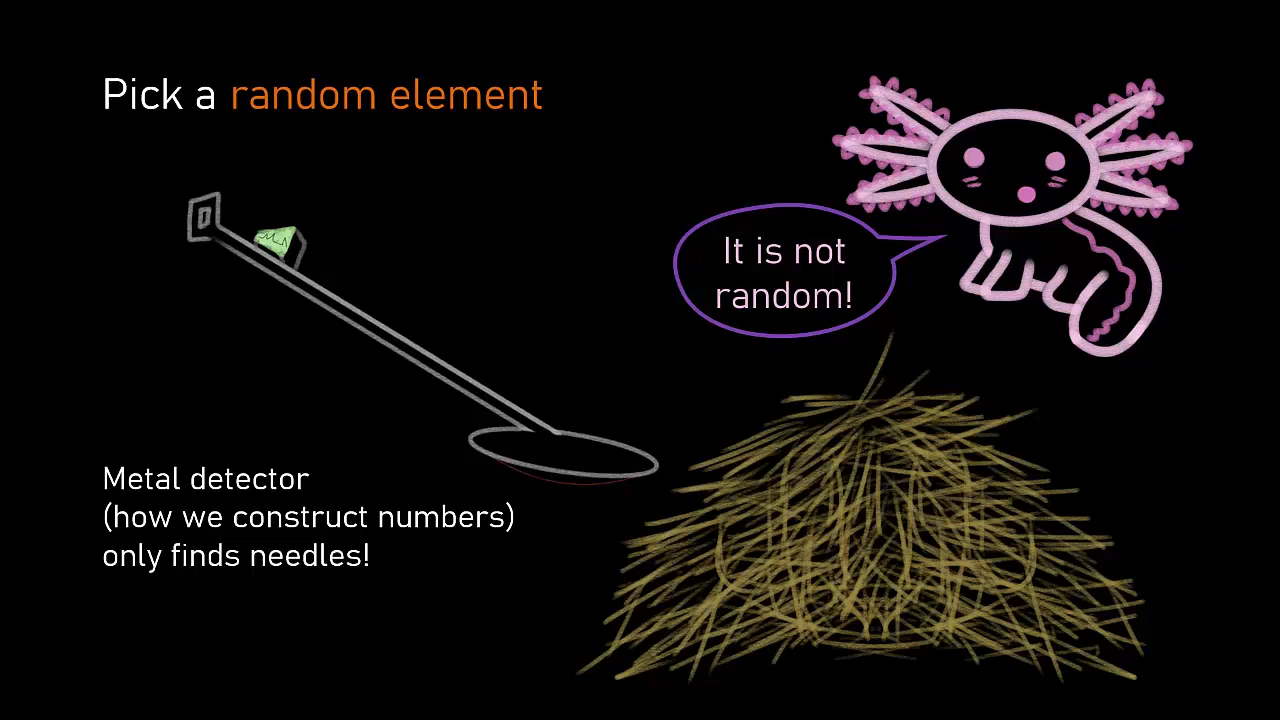 Pick a random element
It is not
random!
Metal detector
(how we construct numbers)
only finds needles!